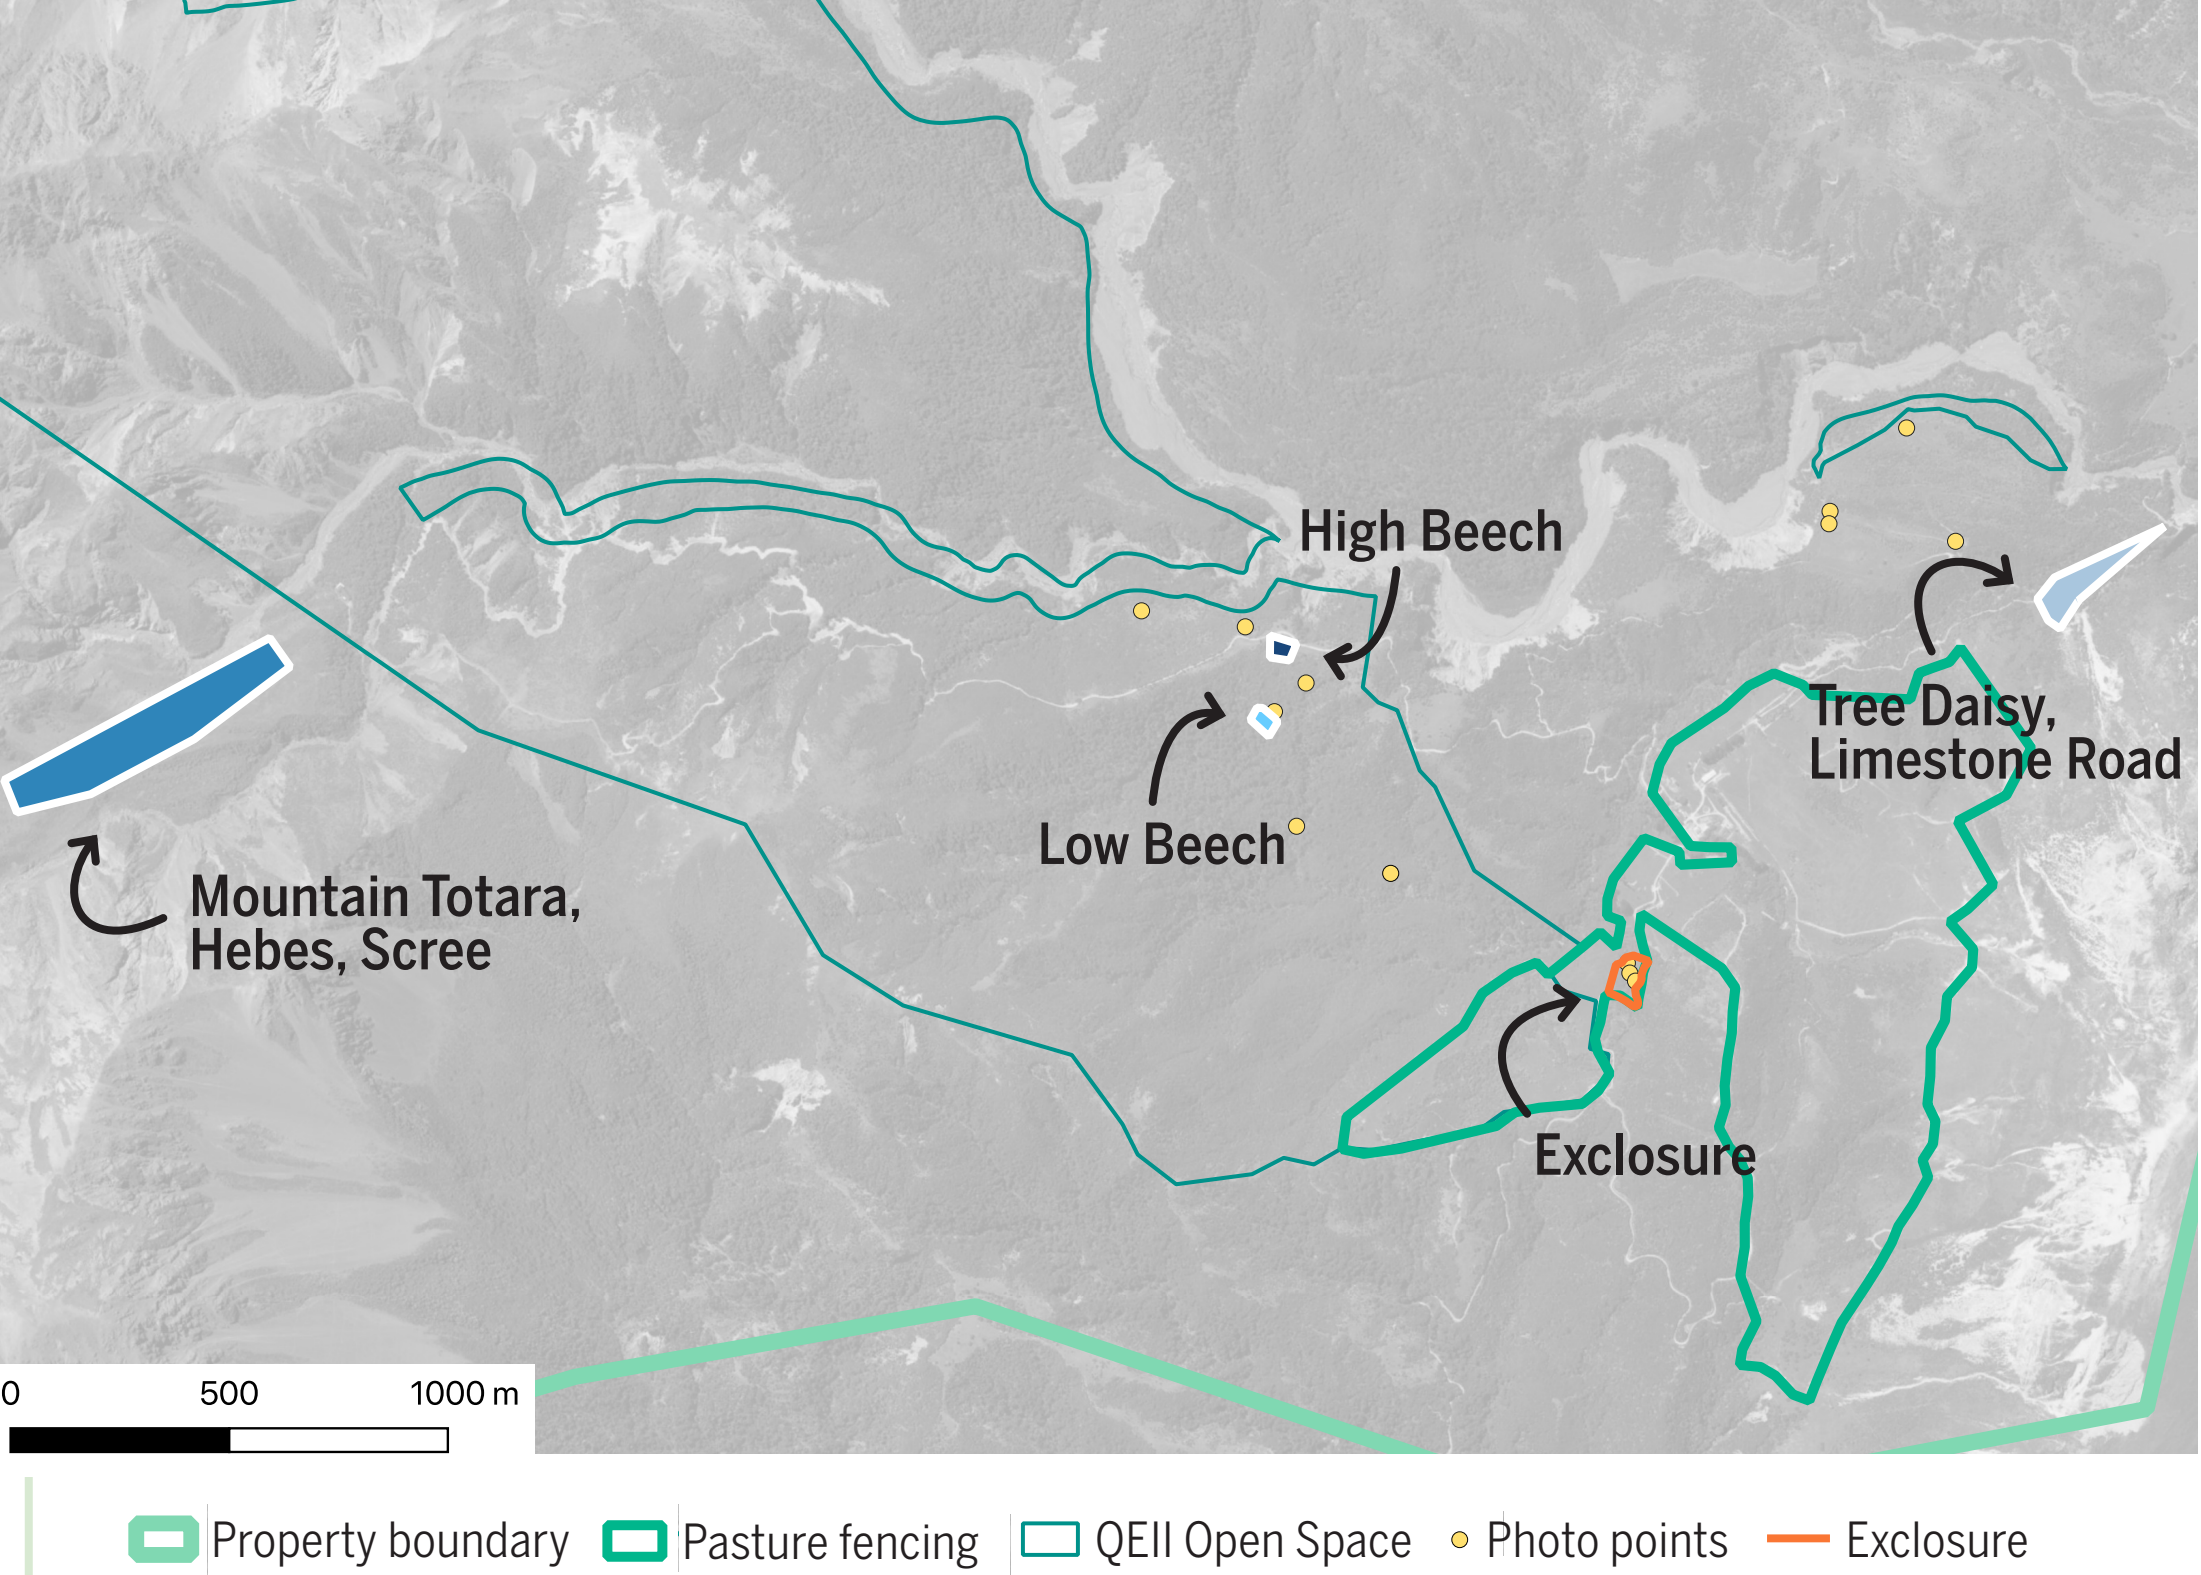 High Beech
Tree Daisy,
Limestone Road
Low Beech
Mountain Totara,
Hebes, Scree
Exclosure
0 500 1000 m
Property boundary Pasture fencing QEII Open Space Photo points Exclosure